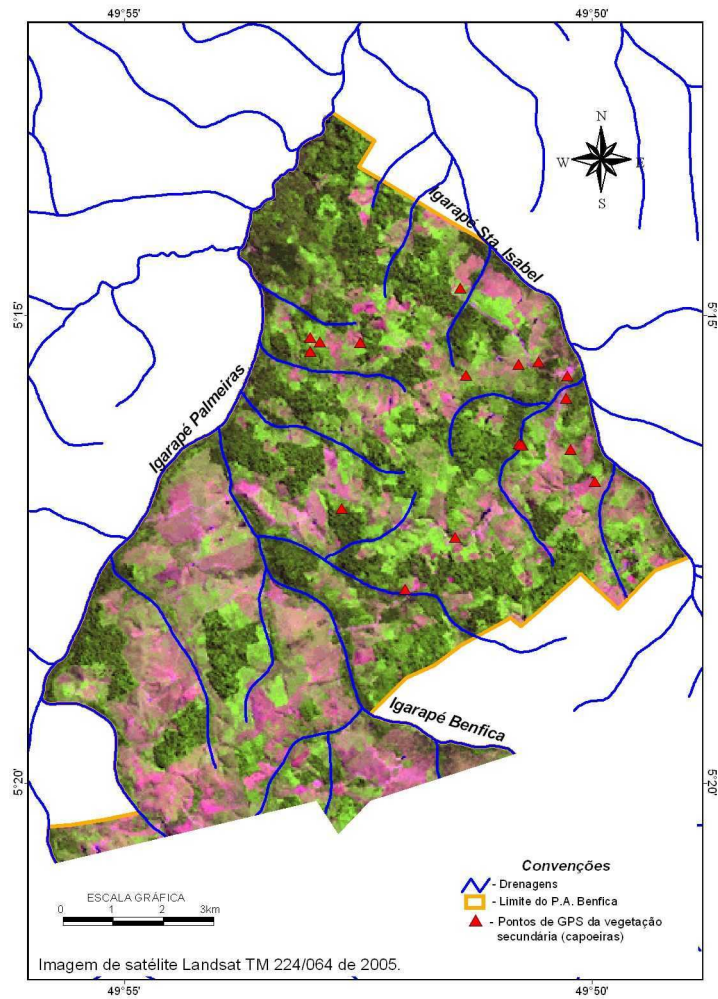 49°55'
49°50'
N
W
E
S
Igarapé Sta. Isabel
5°15'
5°15'
Igarapé Palmeiras
Igarapé Benfica
5°20'
5°20'
Convenções
- Drenagens
- Limite do P.A. Benfica
- Pontos de GPS da vegetação
secundária (capoeiras)
ESCALA GRÁFICA
0 1 2 3km
Imagem de satélite Landsat TM 224/064 de 2005.
49°55'
49°50'